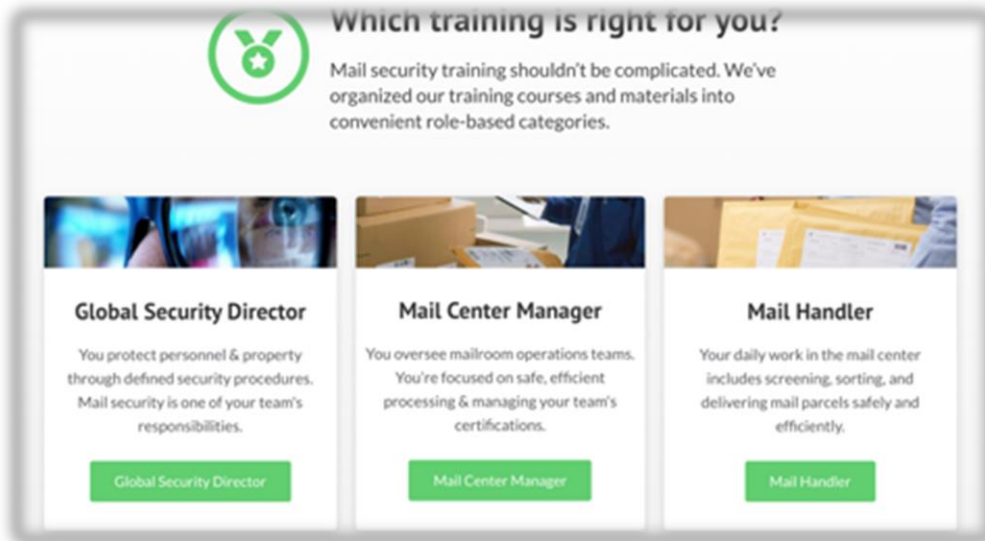 Which training is right for you?
Mail security training shouldn't be complicated. We've
organized our training courses and materials into
convenient role-based categories.
Global Security Director
You protect personnel & property
through defined security procedures.
Mail security is one of your team's
responsibilities.
Global Security Director
Mail Center Manager
You oversee mailroom operations teams.
You're focused on safe, efficient
processing & managing your team's
certifications.
Mail Center Manager
Mail Handler
Your daily work in the mail center
includes screening, sorting, and
delivering mail parcels safely and
efficiently.
Mail Handler